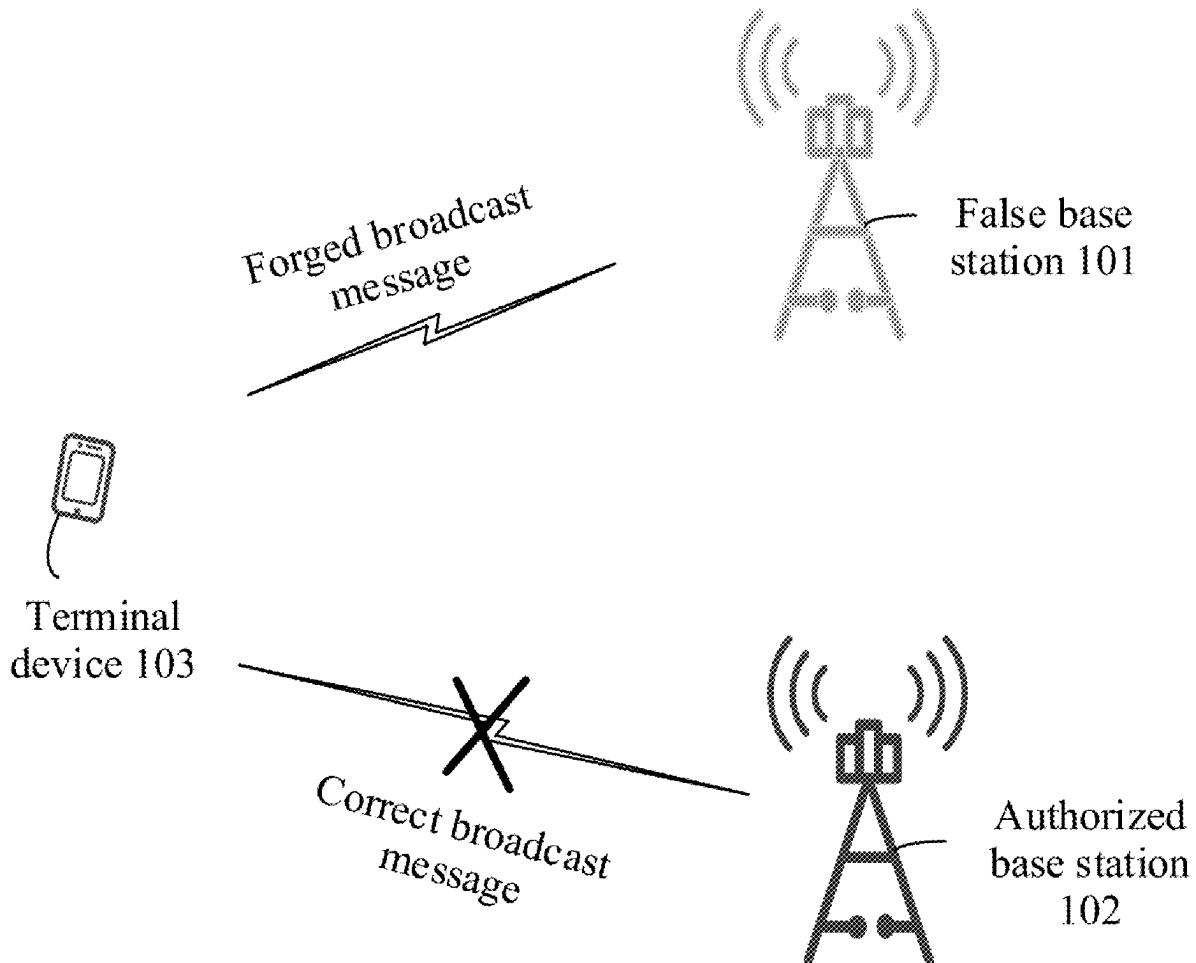 Forged broadcast
message
False base
station 101
Terminal
device 103
Correct broadcast
message
Authorized
base station
102